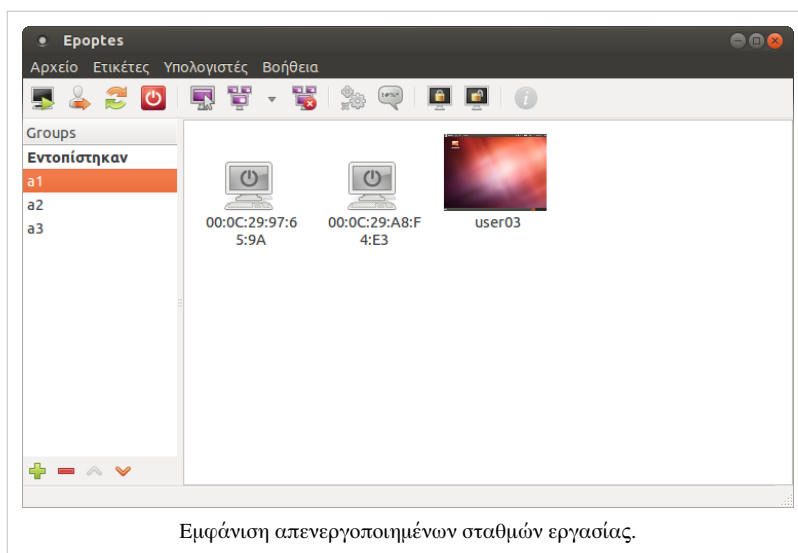 Epoptes
Αρχείο Ετικέτες Υπολογιστές Βοήθεια
Groups
Εντοπίστηκαν
a1
a2
a3
00:0C:29:97:6
5:9A
00:0C:29:A8:F
4:E3
user03
Εμφάνιση απενεργοποιημένων σταθμών εργασίας.